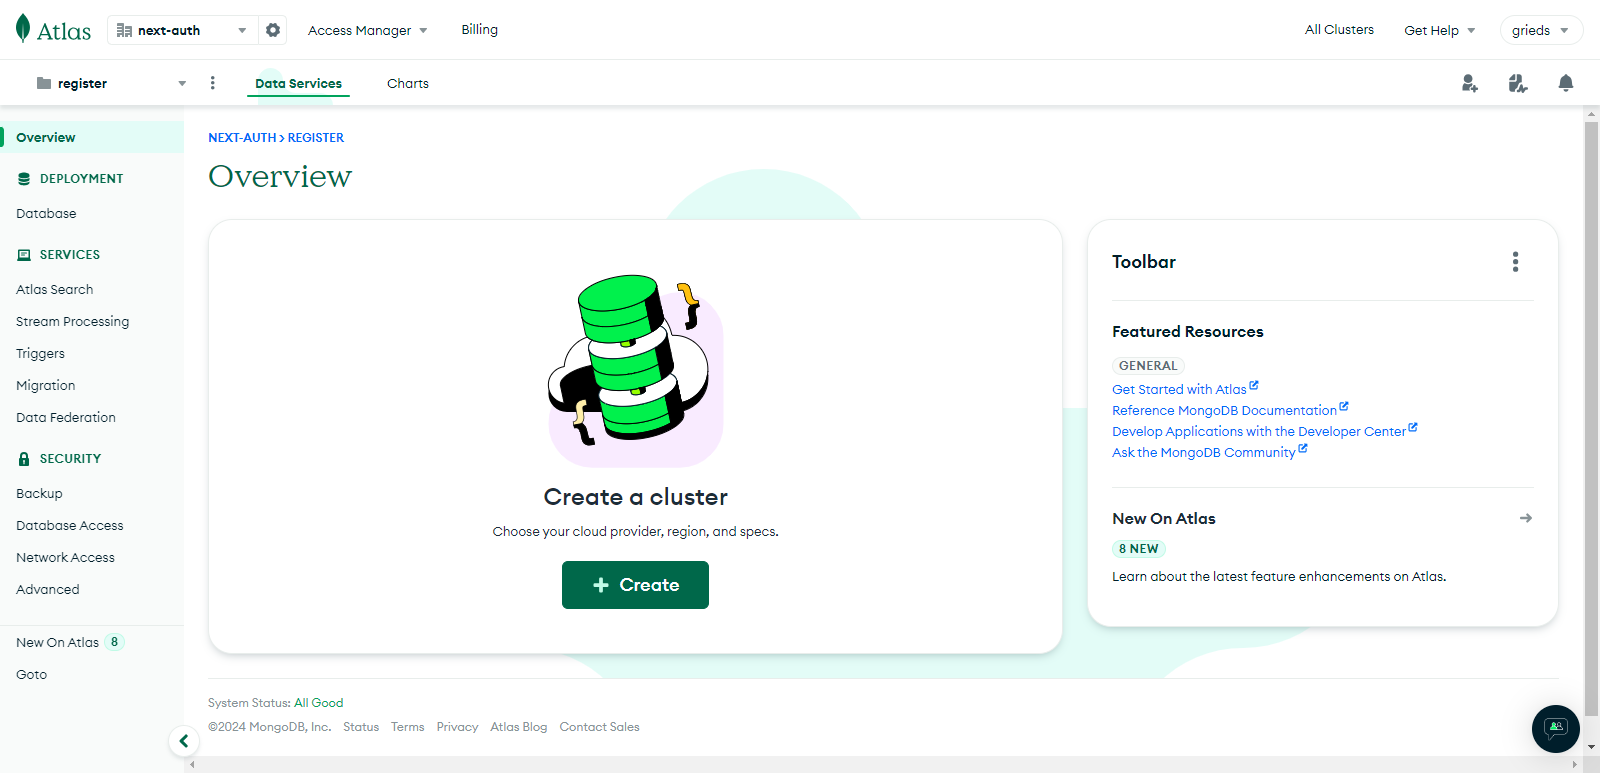 Atlas
next-auth
Access Manager
Billing
All Clusters
Get Help
grieds
register
Data Services
Charts
Overview
DEPLOYMENT
Database
SERVICES
Atlas Search
Stream Processing
Triggers
Migration
Data Federation
SECURITY
Backup
Database Access
Network Access
Advanced
New On Atlas 8
Goto
NEXT-AUTH > REGISTER
Overview
Create a cluster
Choose your cloud provider, region, and specs.
+ Create
Toolbar
Featured Resources
GENERAL
Get Started with Atlas
Reference MongoDB Documentation
Develop Applications with the Developer Center
Ask the MongoDB Community
New On Atlas
8 NEW
Learn about the latest feature enhancements on Atlas.
System Status: All Good
©2024 MongoDB, Inc. Status Terms Privacy Atlas Blog Contact Sales